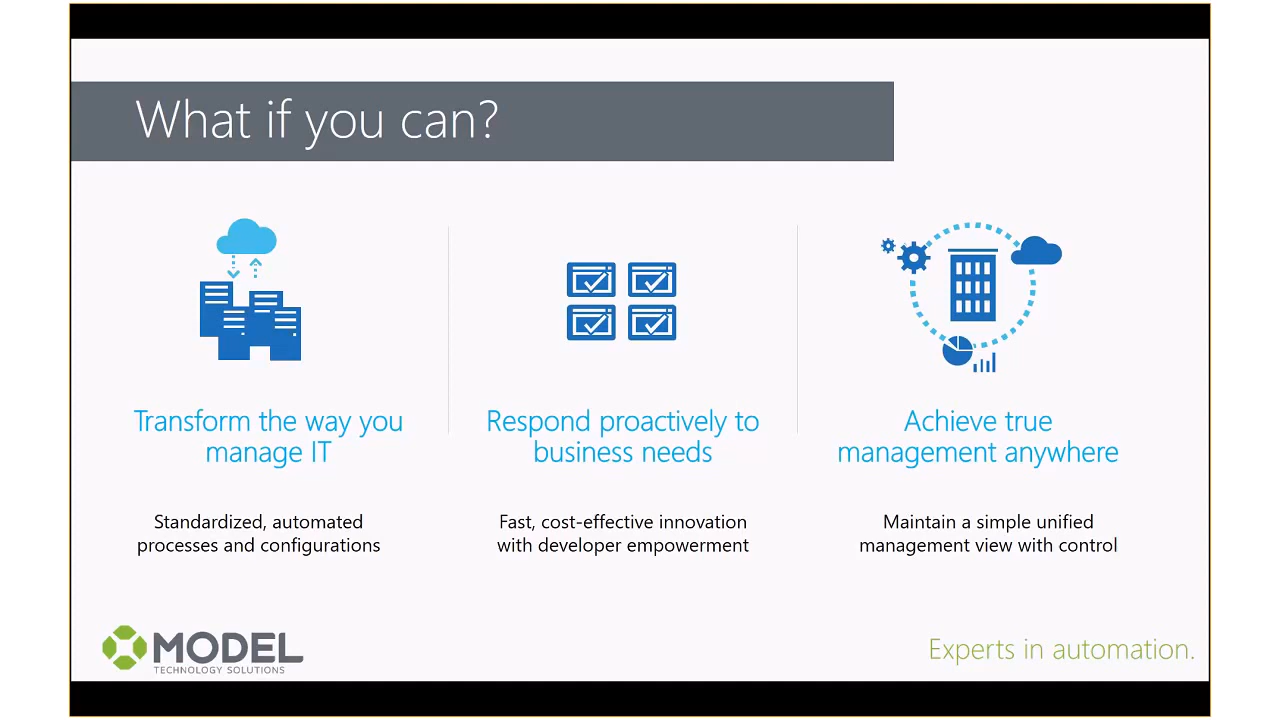 What if you can?
Transform the way you
manage IT
Standardized, automated
processes and configurations
Respond proactively to
business needs
Fast, cost-effective innovation
with developer empowerment
Achieve true
management anywhere
Maintain a simple unified
management view with control
MODEL
TECHNOLOGY SOLUTIONS
Experts in automation.